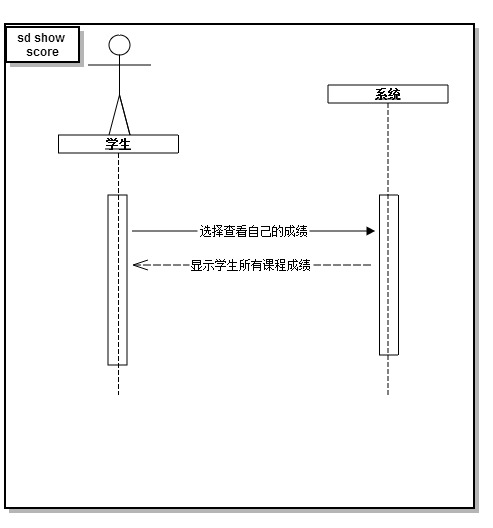 sd show
score
系统
学生
选择查看自己的成绩
显示学生所有课程成绩